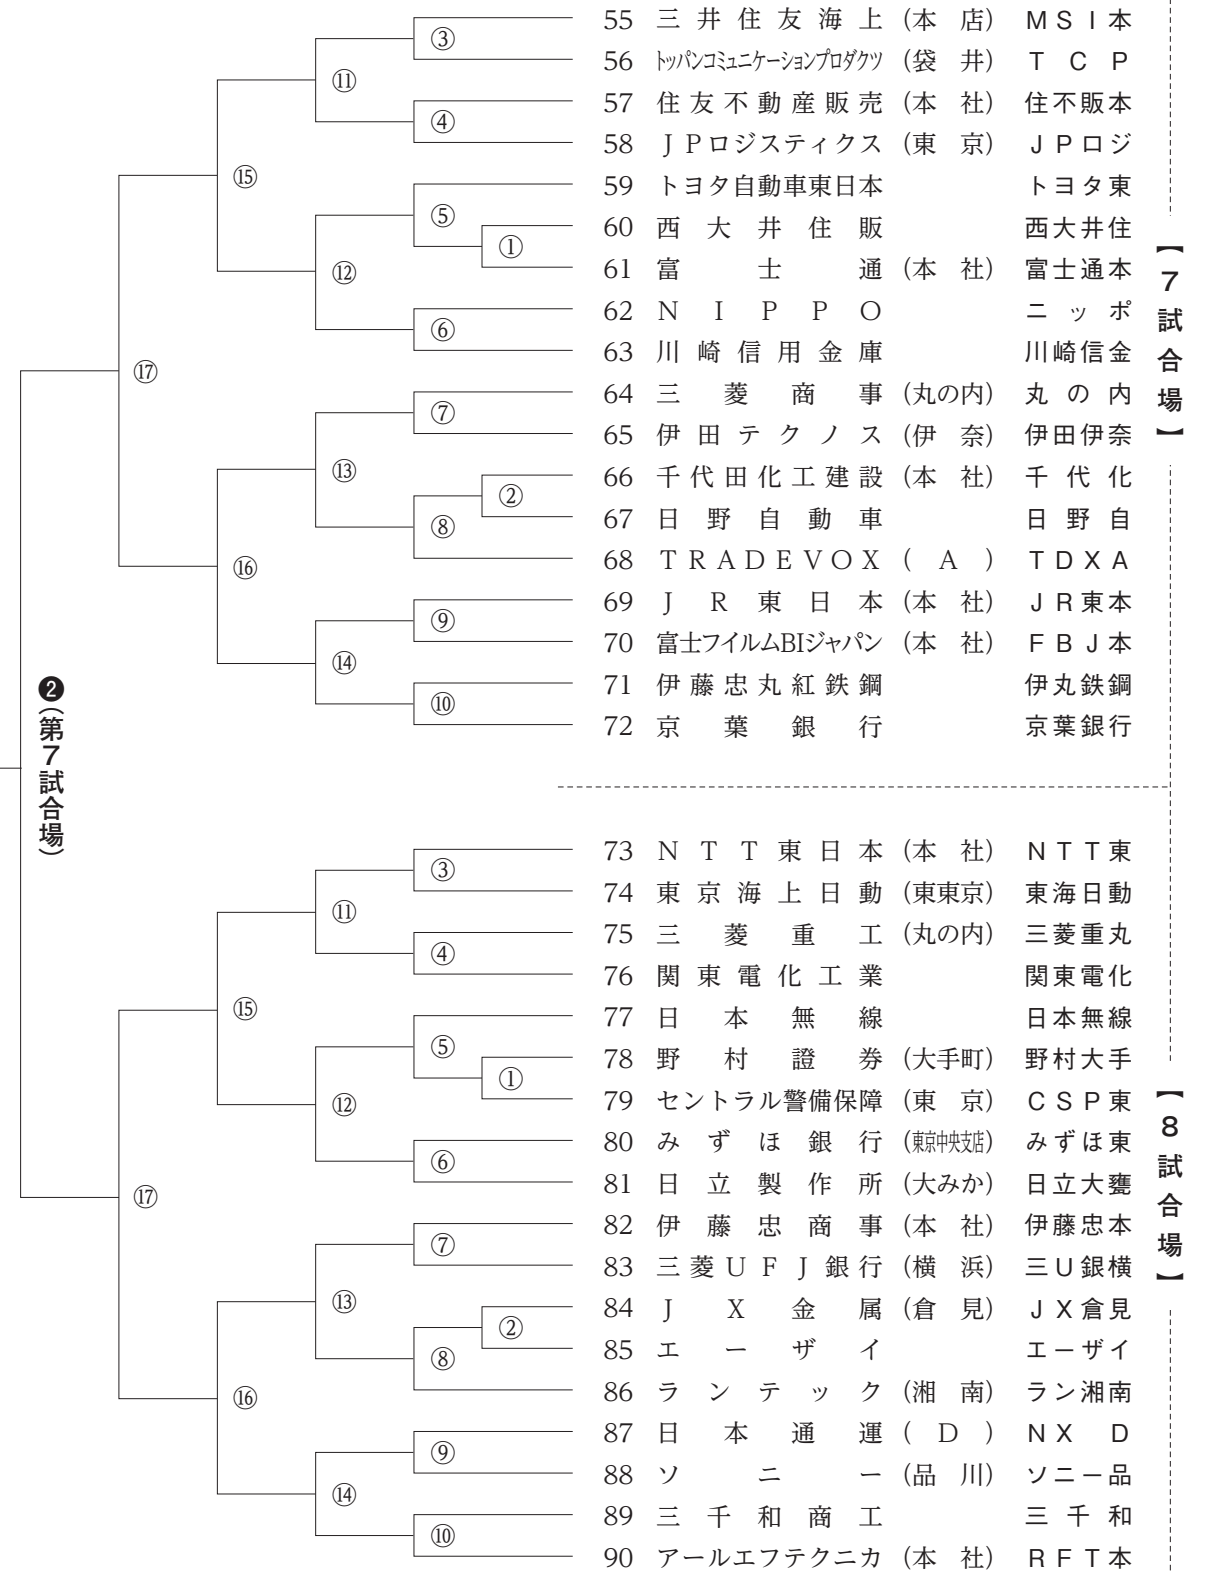 55 三井住友海上 (本店) MSI本
56 トッパンコミュニケーションプロダクツ (袋井) TCP
57 住友不動産販売 (本社) 住不販本
58 JPロジスティクス (東京) JPロジ
59 トヨタ自動車東日本 トヨタ東
60 西大井住販 西大井住
61 富士通 (本社) 富士通本
62 NIPPO ニッポ
63 川崎信用金庫 川崎信金
64 三菱商事 (丸の内) 丸の内
65 伊田テクノス (伊奈) 伊田伊奈
66 千代田化工建設 (本社) 千代化
67 日野自動車 日野自
68 TRADEVOX (A) TDXA
69 JR東日本 (本社) JR東本
70 富士フイルムBIジャパン (本社) FBJ本
71 伊藤忠丸紅鉄鋼 伊丸鉄鋼
72 京葉銀行 京葉銀行
③
⑪
④
⑮
⑤
①
⑫
⑥
⑰
⑦
⑬
②
⑧
⑯
⑨
⑭
⑩
【7試合場】
❷(第7試合場)
73 NTT東日本 (本社) NTT東
74 東京海上日動 (東東京) 東海日動
75 三菱重工 (丸の内) 三菱重丸
76 関東電化工業 関東電化
77 日本無線 日本無線
78 野村證券 (大手町) 野村大手
79 セントラル警備保障 (東京) CSP東
80 みずほ銀行 (東京中央支店) みずほ東
81 日立製作所 (大みか) 日立大甕
82 伊藤忠商事 (本社) 伊藤忠本
83 三菱UFJ銀行 (横浜) 三U銀横
84 JX金属 (倉見) JX倉見
85 エーザイ エーザイ
86 ランテック (湘南) ラン湘南
87 日本通運 (D) NX D
88 ソニー (品川) ソニー品
89 三千和商工 三千和
90 アールエフテクニカ (本社) RFT本
③
⑪
④
⑮
⑤
①
⑫
⑥
⑰
⑦
⑬
②
⑧
⑯
⑨
⑭
⑩
【8試合場】